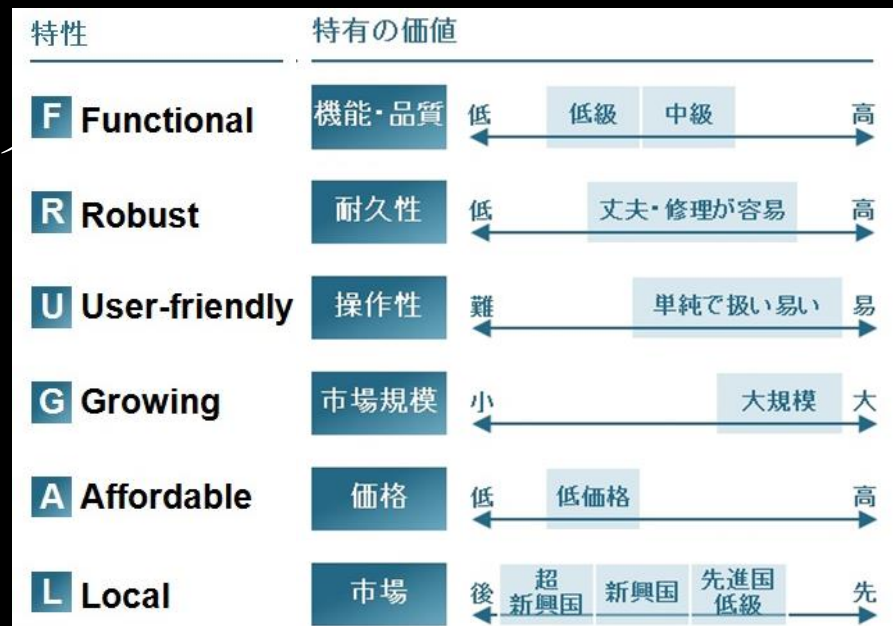 特性 特有の価値
F Functional 機能・品質 低 低級 中級 高
R Robust 耐久性 低 丈夫・修理が容易 高
U User-friendly 操作性 難 単純で扱い易い 易
G Growing 市場規模 小 大規模 大
A Affordable 価格 低 低価格 高
L Local 市場 後 超新興国 新興国 先進国低級 先